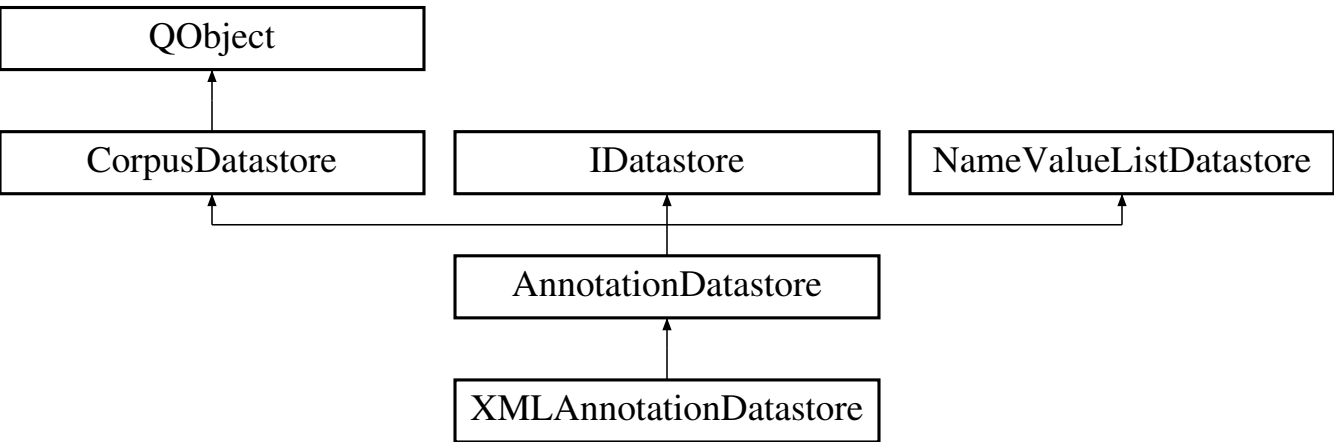 QObject
CorpusDatastore
IDatastore
NameValueListDatastore
AnnotationDatastore
XMLAnnotationDatastore